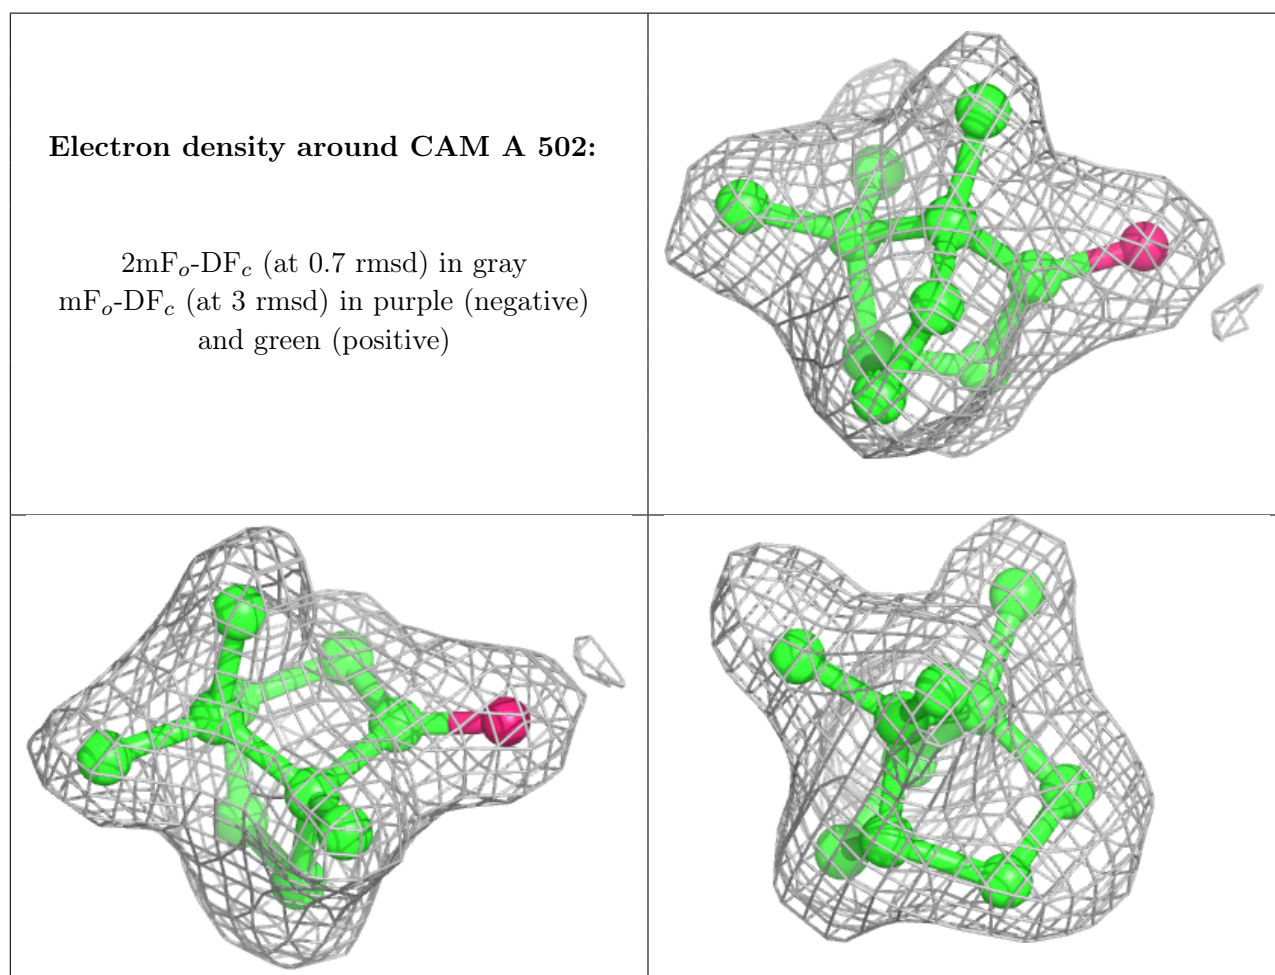 Electron density around CAM A 502:
2mFo-DFc (at 0.7 rmsd) in gray
mFo-DFc (at 3 rmsd) in purple (negative)
and green (positive)